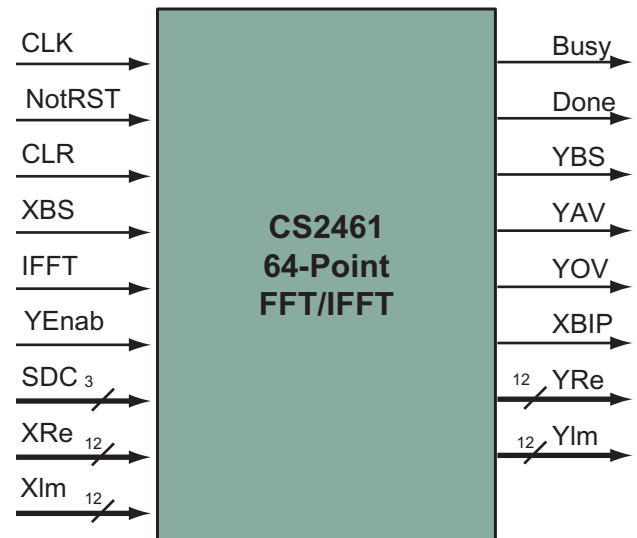 CLK
NotRST
CLR
XBS
IFFT
YEnab
SDC 3
XRe 12
XIm 12
CS2461
64-Point
FFT/IFFT
Busy
Done
YBS
YAV
YOV
XBIP
12 YRe
12 YIm